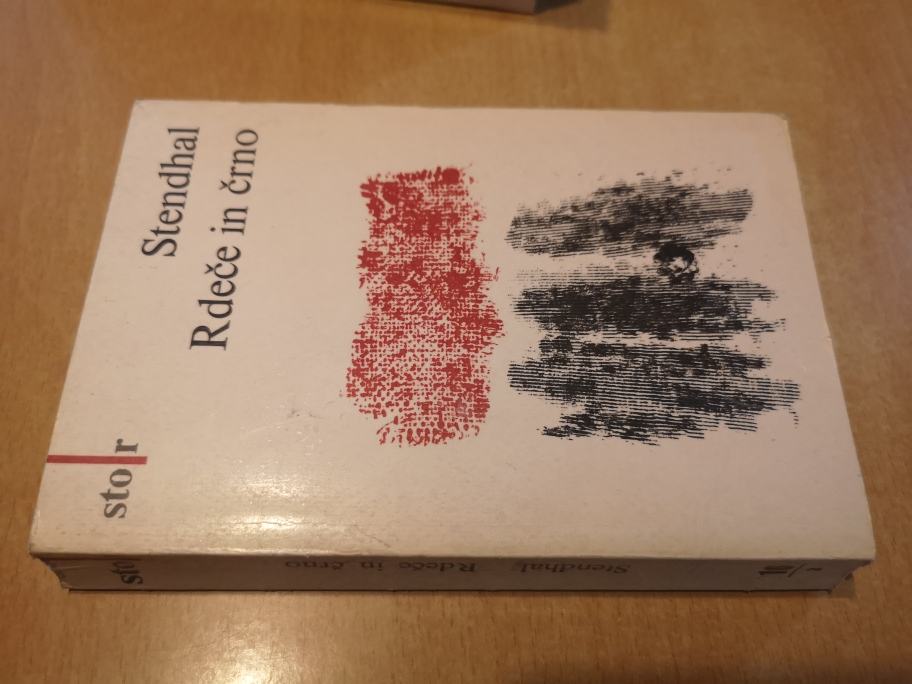 Stendhal
Rdeče in črno
sto r
sto
Rdeče in črno
Stendhal